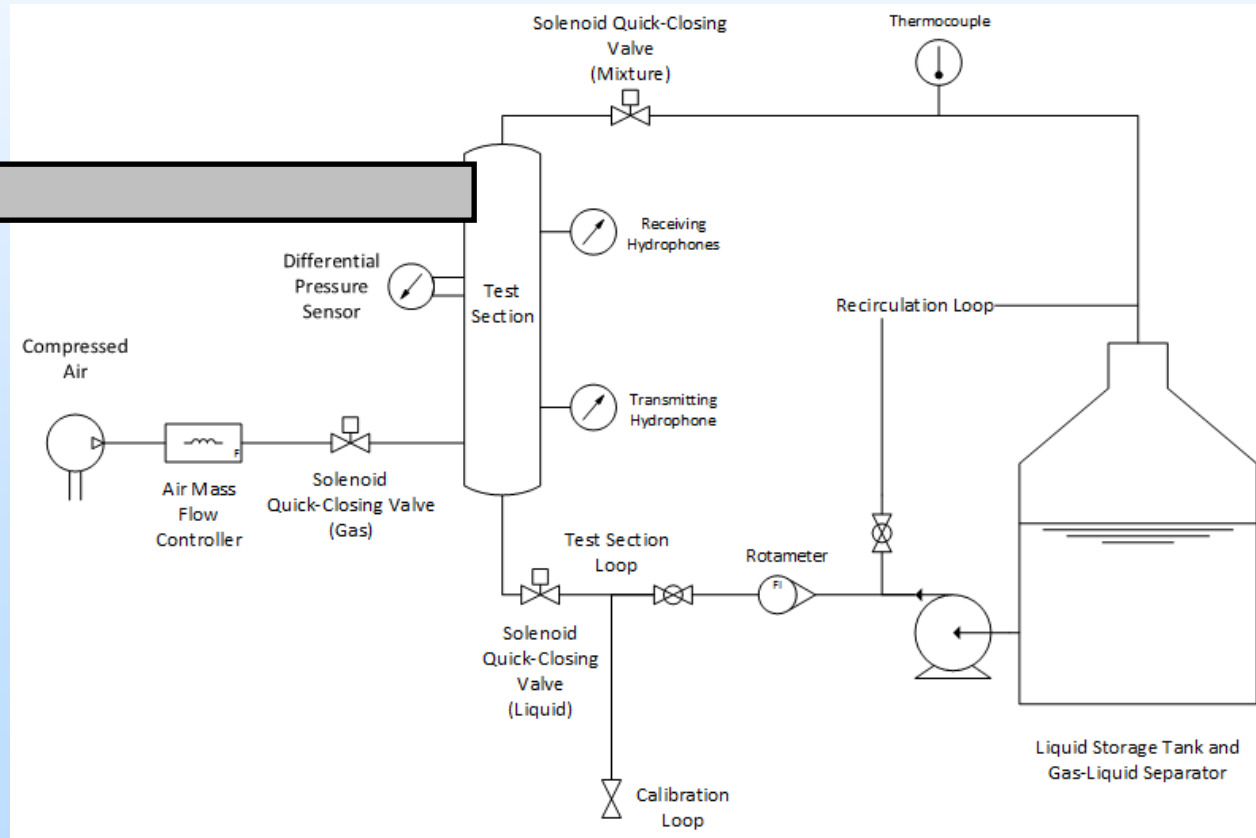 Solenoid Quick-Closing
Valve
(Mixture)
Thermocouple
Receiving
Hydrophones
Differential
Pressure
Sensor
Test
Section
Recirculation Loop
Compressed
Air
Transmitting
Hydrophone
F
Air Mass
Flow
Controller
Solenoid
Quick-Closing Valve
(Gas)
Test Section
Loop
Rotameter
FI
Solenoid
Quick-Closing
Valve
(Liquid)
Liquid Storage Tank and
Gas-Liquid Separator
Calibration
Loop